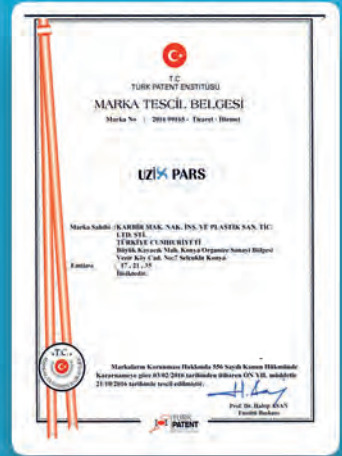 T.C
TÜRK PATENT ENSTİTÜSÜ
MARKA TESCİL BELGESİ
Marka No : 2016 09165 - Ticaret - Hizmet
UZİX PARS
Marka Sahibi : KARBİR MAK. NAK. İNŞ. VE PLASTİK SAN. TİC.
LTD. ŞTİ.
TÜRKİYE CUMHURİYETİ
Büyük Kayacık Mah. Konya Organize Sanayi Bölgesi
Vezir Köy Cad. No:7 Selçuklu Konya
Emtiası : 17 , 21 , 35
İlişiktedir.
T.C.
Markaların Korunması Hakkında 556 Sayılı Kanun Hükmünde
Kararnameye göre 03/02/2016 tarihinden itibaren ON YIL müddetle
21/10/2016 tarihinde tescil edilmiştir.
Prof. Dr. Habip ASAN
Enstitü Başkanı
TÜRK
PATENT